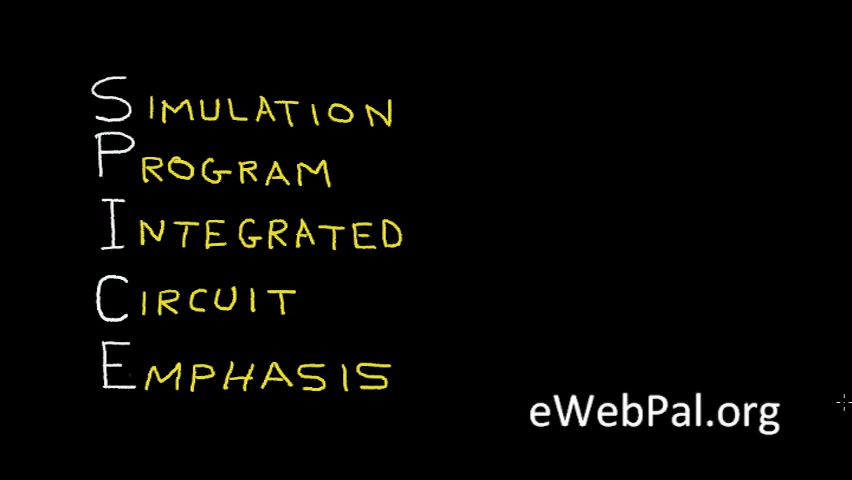 SIMULATION
PROGRAM
INTEGRATED
CIRCUIT
EMPHASIS
eWebPal.org